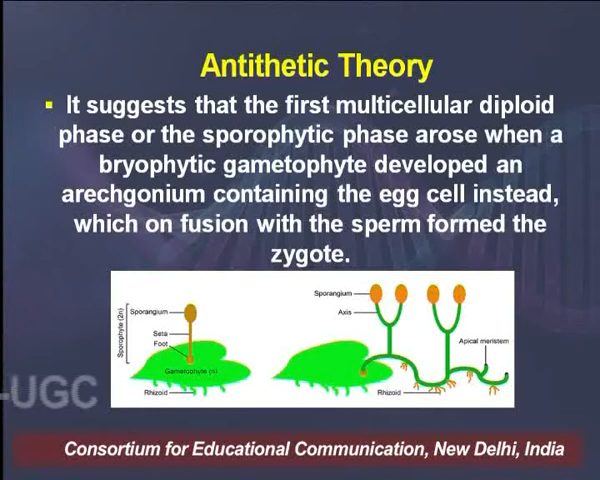 Antithetic Theory
▪ It suggests that the first multicellular diploid
phase or the sporophytic phase arose when a
bryophytic gametophyte developed an
arechgonium containing the egg cell instead,
which on fusion with the sperm formed the
zygote.
Sporophyte (2n)
Sporangium
Seta
Foot
Gametophyte (n)
Rhizoid
Sporangium
Axis
Apical meristem
Rhizoid
-UGC
Consortium for Educational Communication, New Delhi, India